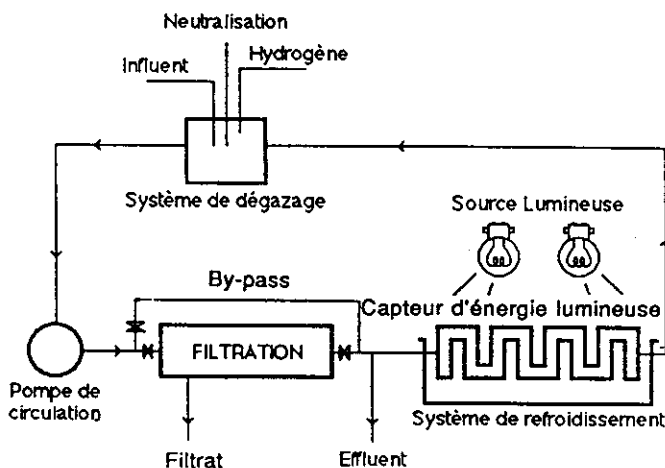 Neutralisation
Hydrogène
Influent
Système de dégazage
Source Lumineuse
By-pass
Capteur d'énergie lumineuse
FILTRATION
Pompe de
circulation
Système de refroidissement
Filtrat
Effluent